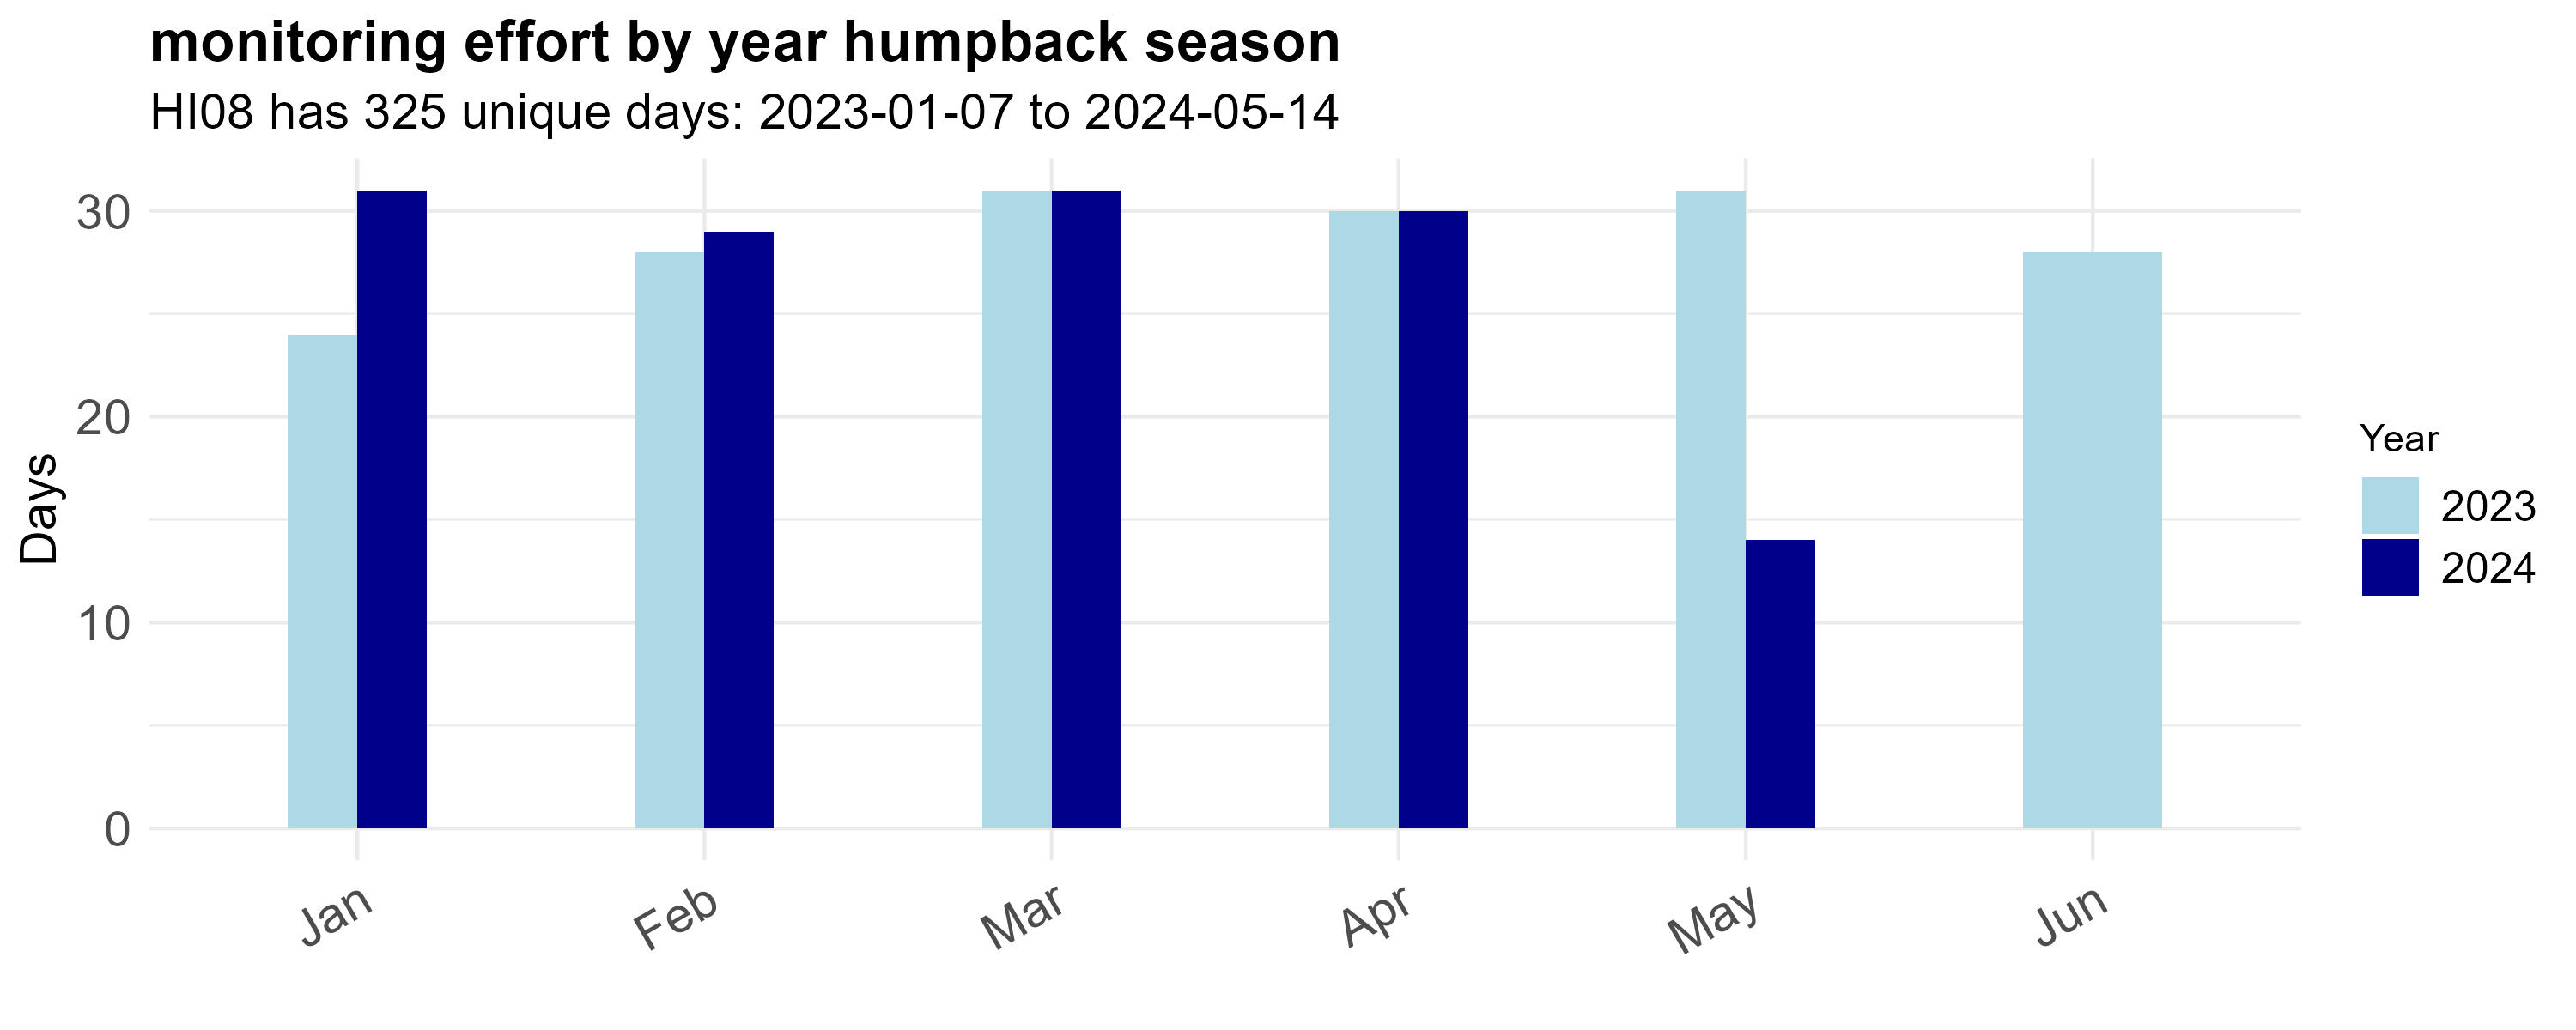 monitoring effort by year humpback season
HI08 has 325 unique days: 2023-01-07 to 2024-05-14
30
20
10
0
Days
Jan
Feb
Mar
Apr
May
Jun
Year
2023
2024